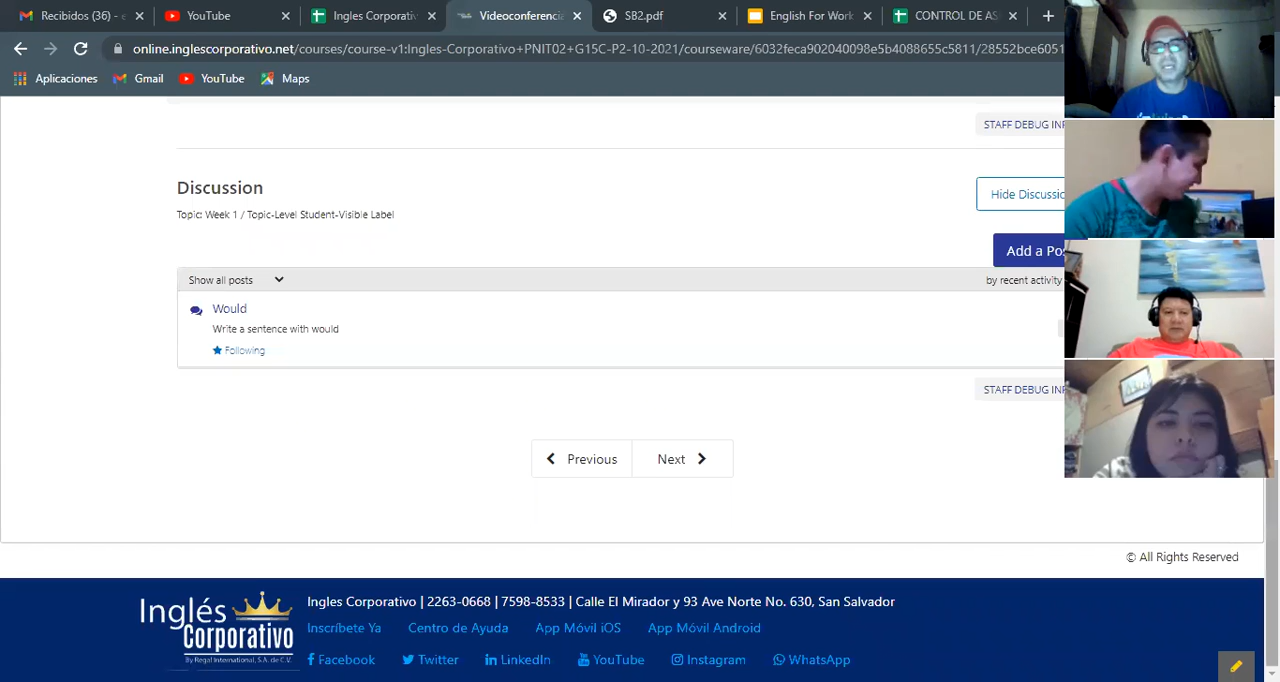 Recibidos (36) - e
YouTube
Ingles Corporativ
Videoconferencia
SB2.pdf
English For Work
CONTROL DE AS
online.inglescorporativo.net/courses/course-v1:Ingles-Corporativo+PNIT02+G15C-P2-10-2021/courseware/6032feca902040098e5b4088655c5811/28552bce6051
Aplicaciones Gmail YouTube Maps
STAFF DEBUG INF
Discussion
Hide Discussio
Topic: Week 1 / Topic-Level Student-Visible Label
Add a Pos
Show all posts
by recent activity
Would
Write a sentence with would
Following
STAFF DEBUG INF
Previous Next
© All Rights Reserved
Inglés Corporativo
By Regal International, S.A. de C.V.
Ingles Corporativo | 2263-0668 | 7598-8533 | Calle El Mirador y 93 Ave Norte No. 630, San Salvador
Inscríbete Ya Centro de Ayuda App Móvil iOS App Móvil Android
Facebook Twitter LinkedIn YouTube Instagram WhatsApp